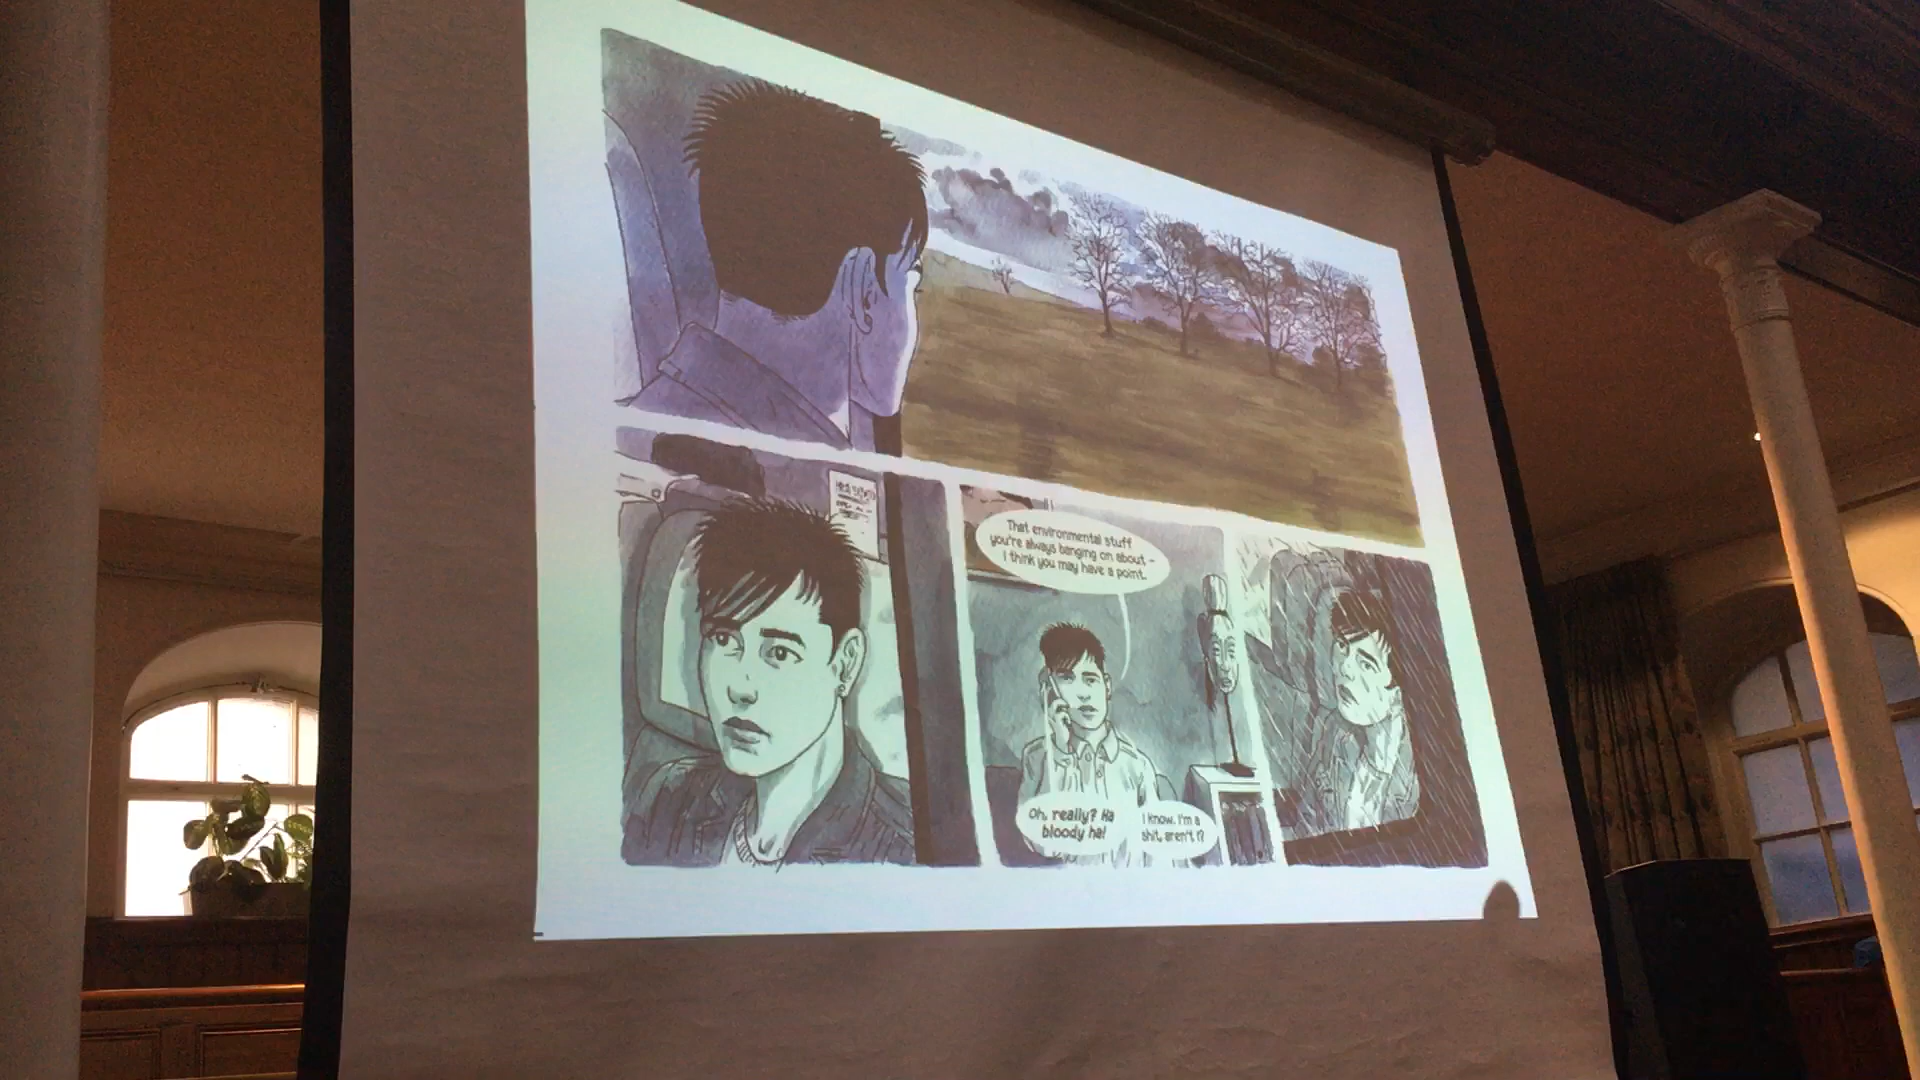 That environmental stuff
you're always banging on about –
I think you may have a point.
Oh, really? Ha
bloody ha!
I know. I'm a
shit, aren't I?